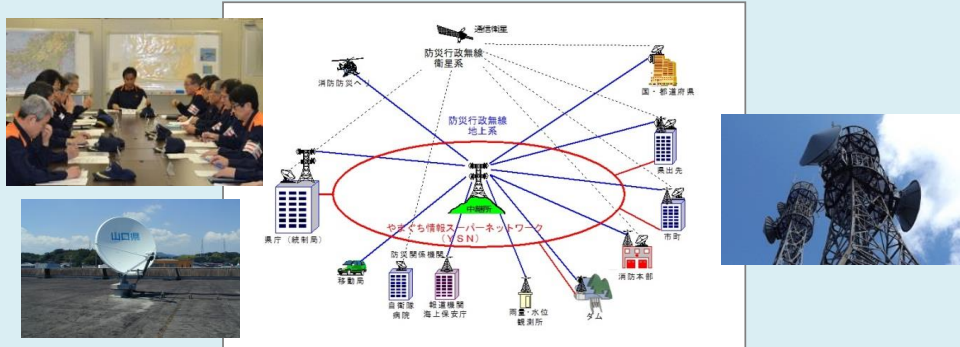 通信衛星
防災行政無線
衛星系
消防防災ヘリ
国・都道府県
防災行政無線
地上系
県出先
中継所
県庁（統制局）
やまぐち情報スーパーネットワーク
（YSN）
市町
防災関係機関
移動局
消防本部
自衛隊
病院
報道機関
海上保安庁
雨量・水位
観測所
ダム
山口県